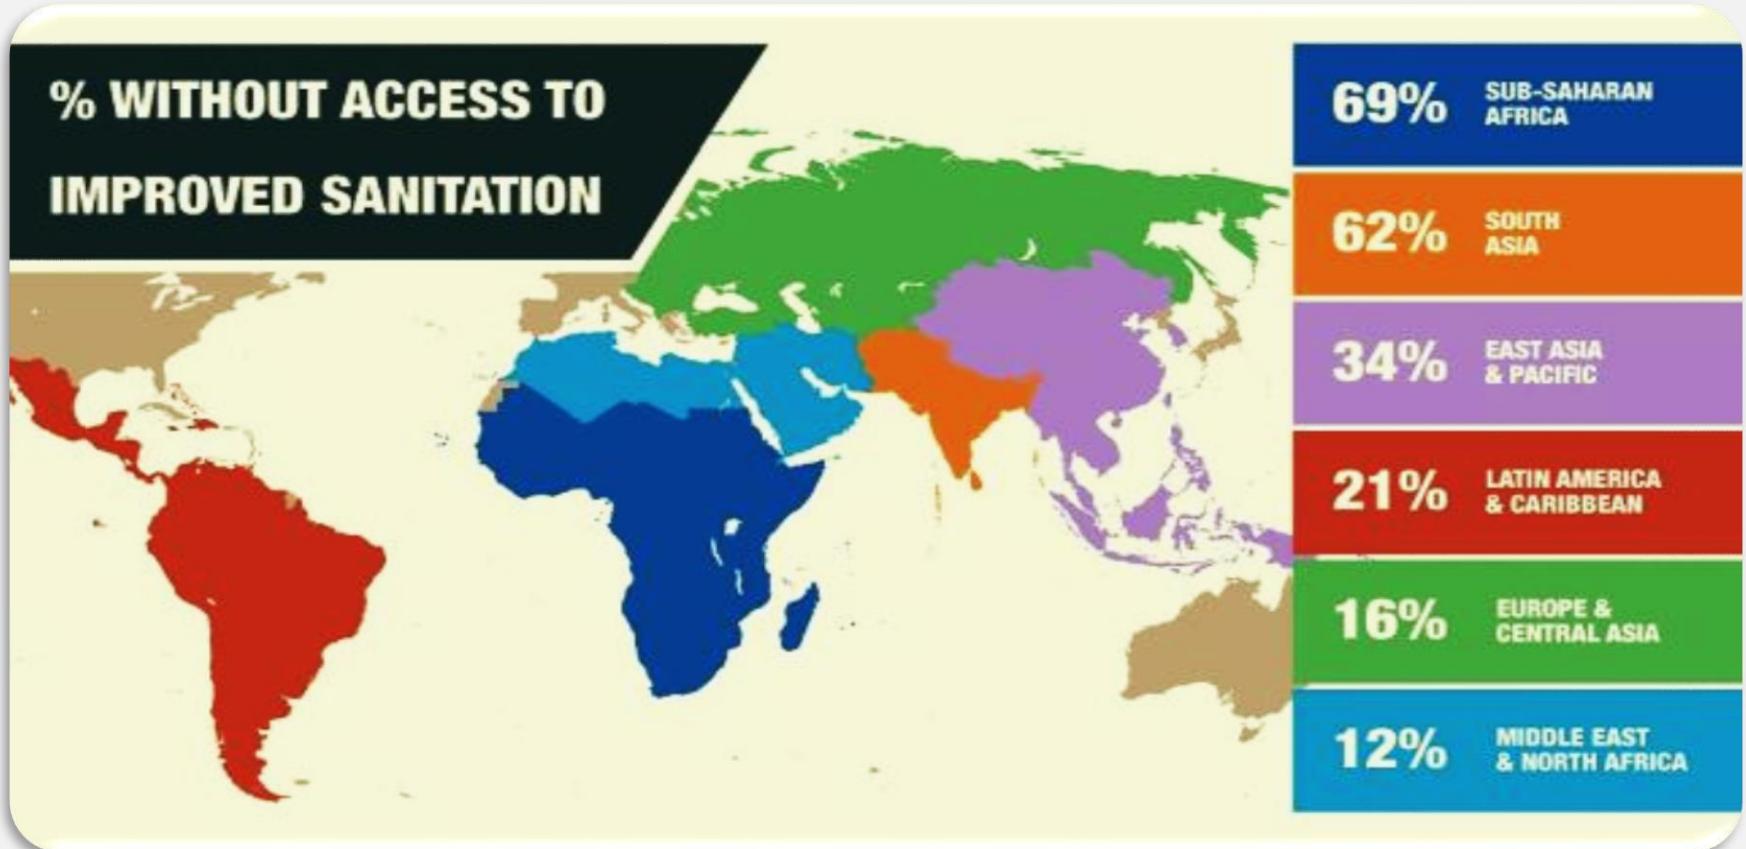 % WITHOUT ACCESS TO
IMPROVED SANITATION
69% SUB-SAHARAN
AFRICA
62% SOUTH
ASIA
34% EAST ASIA
& PACIFIC
21% LATIN AMERICA
& CARIBBEAN
16% EUROPE &
CENTRAL ASIA
12% MIDDLE EAST
& NORTH AFRICA